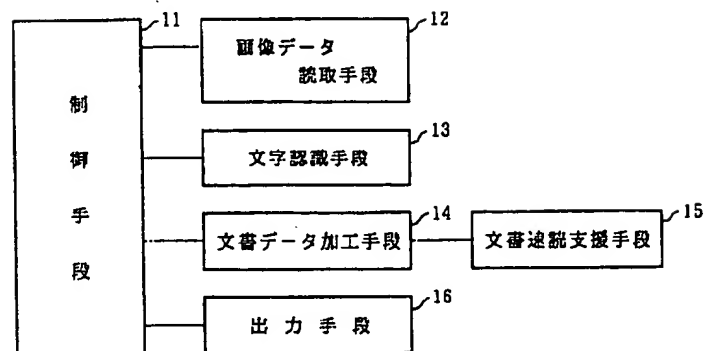 11
制御手段
12
画像データ
読取手段
13
文字認識手段
14
文書データ加工手段
15
文書速読支援手段
16
出力手段